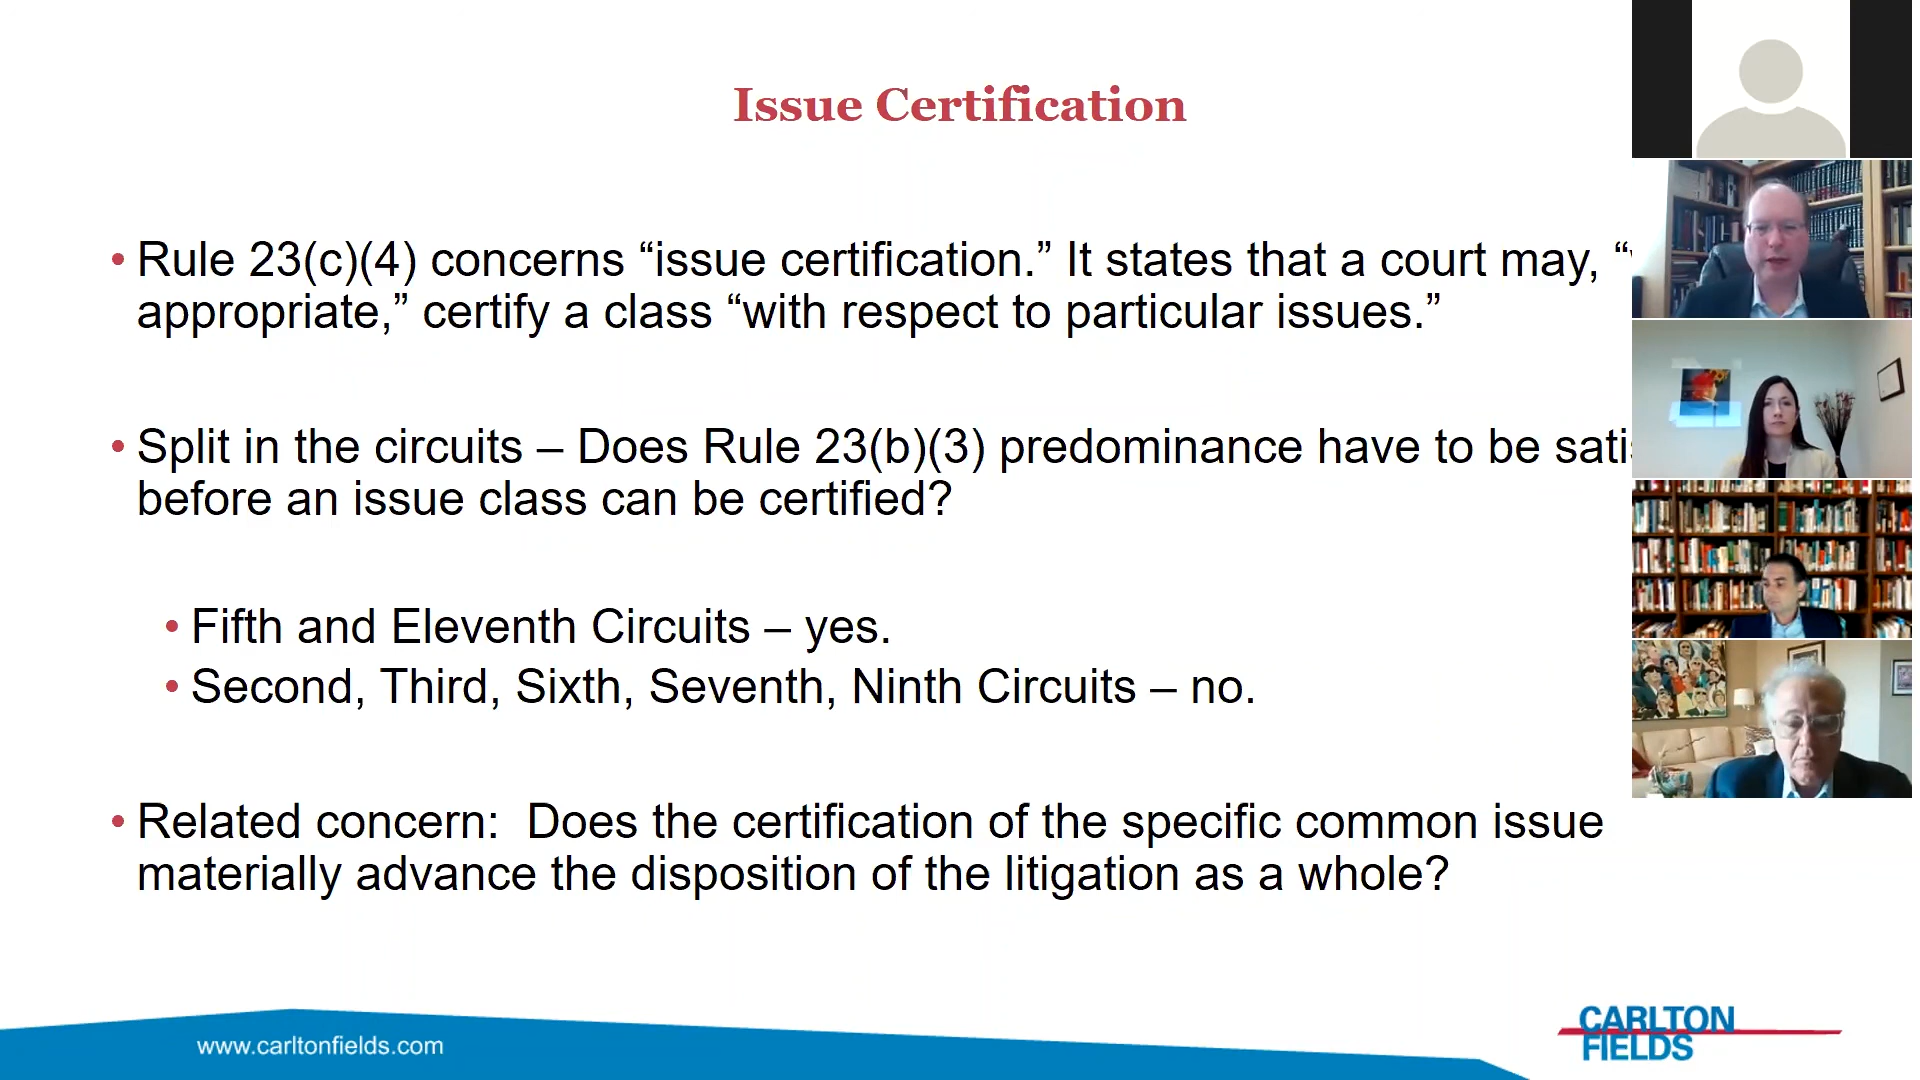 Issue Certification
• Rule 23(c)(4) concerns “issue certification.” It states that a court may, “
appropriate,” certify a class “with respect to particular issues.”
• Split in the circuits – Does Rule 23(b)(3) predominance have to be
before an issue class can be certified?
• Fifth and Eleventh Circuits – yes.
• Second, Third, Sixth, Seventh, Ninth Circuits – no.
• Related concern:  Does the certification of the specific common issue
materially advance the disposition of the litigation as a whole?
www.carltonfields.com
CARLTON
FIELDS